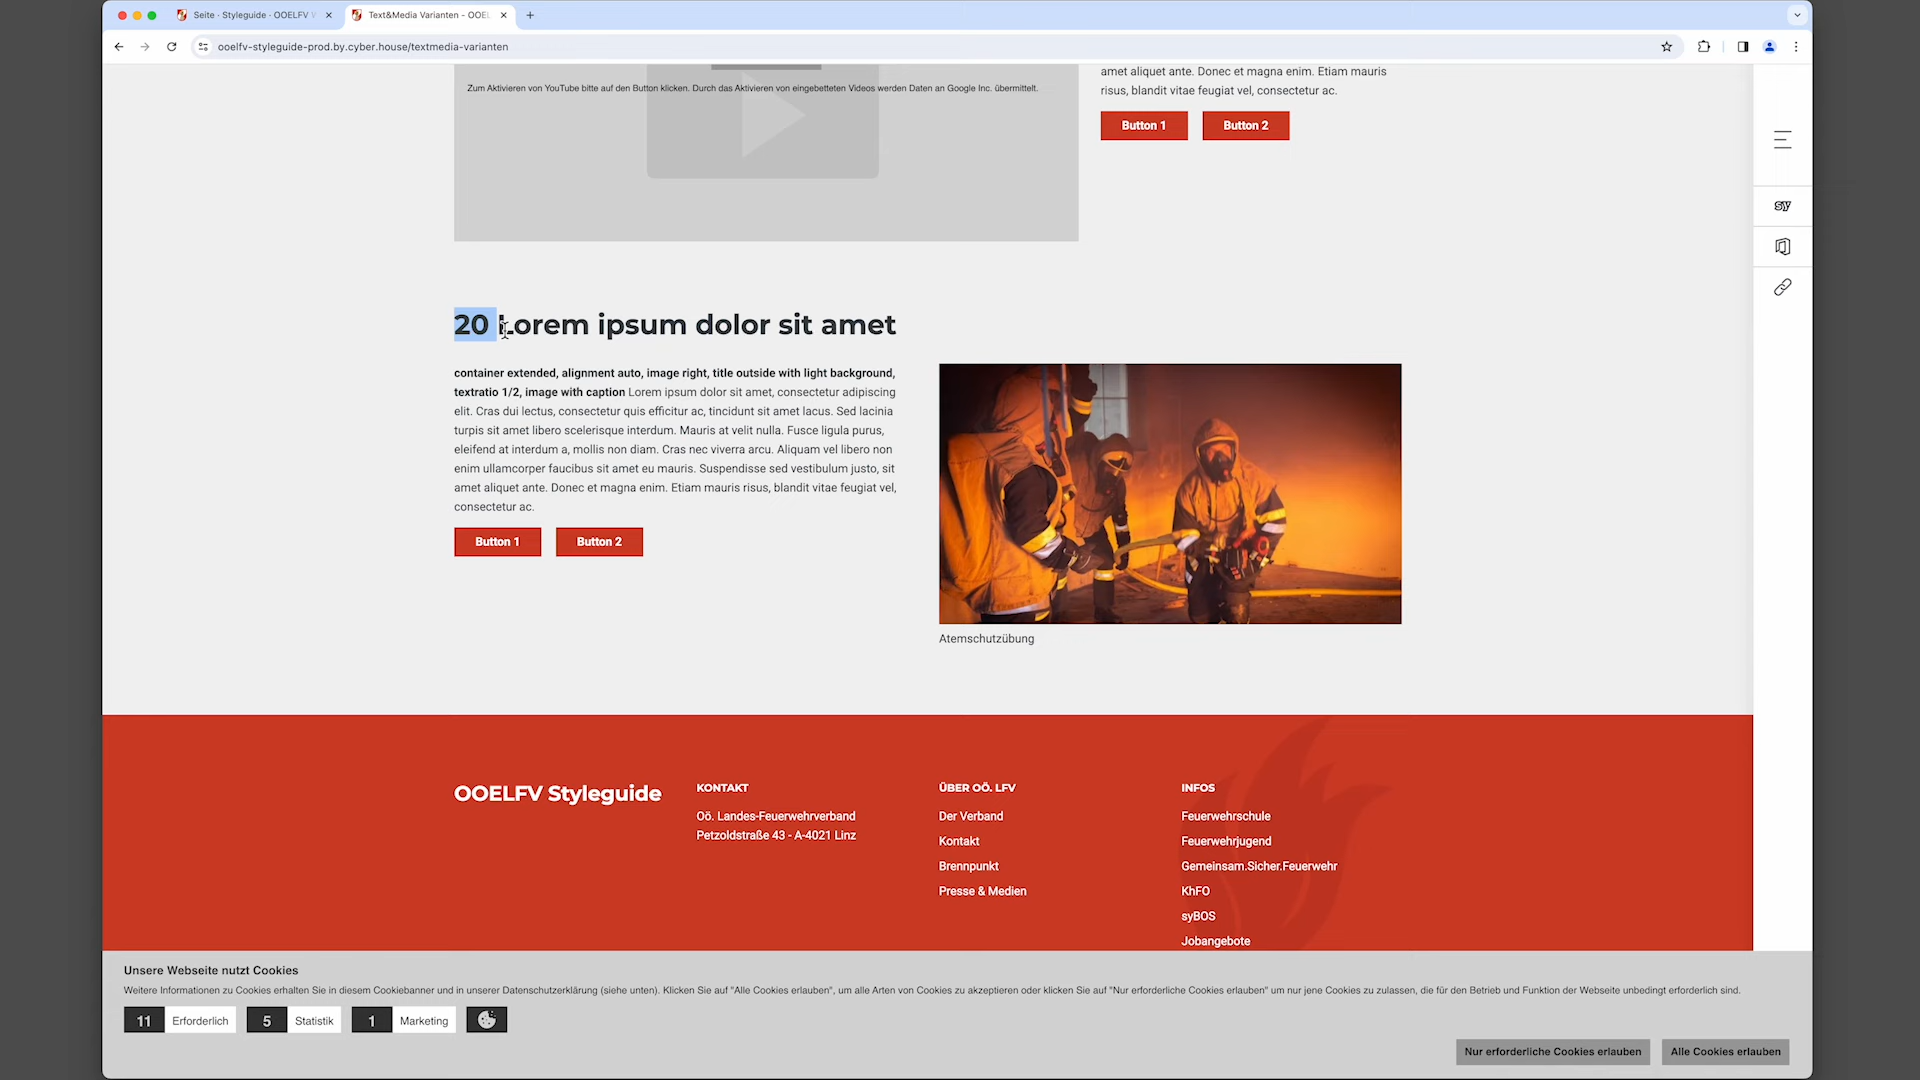 Seite · Styleguide · OOELFV
Text&Media Varianten - OOEL
ooelfv-styleguide-prod.by.cyber.house/textmedia-varianten
Zum Aktivieren von YouTube bitte auf den Button klicken. Durch das Aktivieren von eingebetteten Videos werden Daten an Google Inc. übermittelt.
amet aliquet ante. Donec et magna enim. Etiam mauris
risus, blandit vitae feugiat vel, consectetur ac.
Button 1
Button 2
sy
20 Lorem ipsum dolor sit amet
container extended, alignment auto, image right, title outside with light background,
textratio 1/2, image with caption Lorem ipsum dolor sit amet, consectetur adipiscing
elit. Cras dui lectus, consectetur quis efficitur ac, tincidunt sit amet lacus. Sed lacinia
turpis sit amet libero scelerisque interdum. Mauris at velit nulla. Fusce ligula purus,
eleifend at interdum a, mollis non diam. Cras nec viverra arcu. Aliquam vel libero non
enim ullamcorper faucibus sit amet eu mauris. Suspendisse sed vestibulum justo, sit
amet aliquet ante. Donec et magna enim. Etiam mauris risus, blandit vitae feugiat vel,
consectetur ac.
Button 1
Button 2
Atemschutzübung
OOELFV Styleguide
KONTAKT
Oö. Landes-Feuerwehrverband
Petzoldstraße 43 - A-4021 Linz
ÜBER OÖ. LFV
Der Verband
Kontakt
Brennpunkt
Presse & Medien
INFOS
Feuerwehrschule
Feuerwehrjugend
Gemeinsam.Sicher.Feuerwehr
KhFO
syBOS
Jobangebote
Unsere Webseite nutzt Cookies
Weitere Informationen zu Cookies erhalten Sie in diesem Cookiebanner und in unserer Datenschutzerklärung (siehe unten). Klicken Sie auf "Alle Cookies erlauben", um alle Arten von Cookies zu akzeptieren oder klicken Sie auf "Nur erforderliche Cookies erlauben" um nur jene Cookies zu zulassen, die für den Betrieb und Funktion der Webseite unbedingt erforderlich sind.
11 Erforderlich
5 Statistik
1 Marketing
Nur erforderliche Cookies erlauben
Alle Cookies erlauben